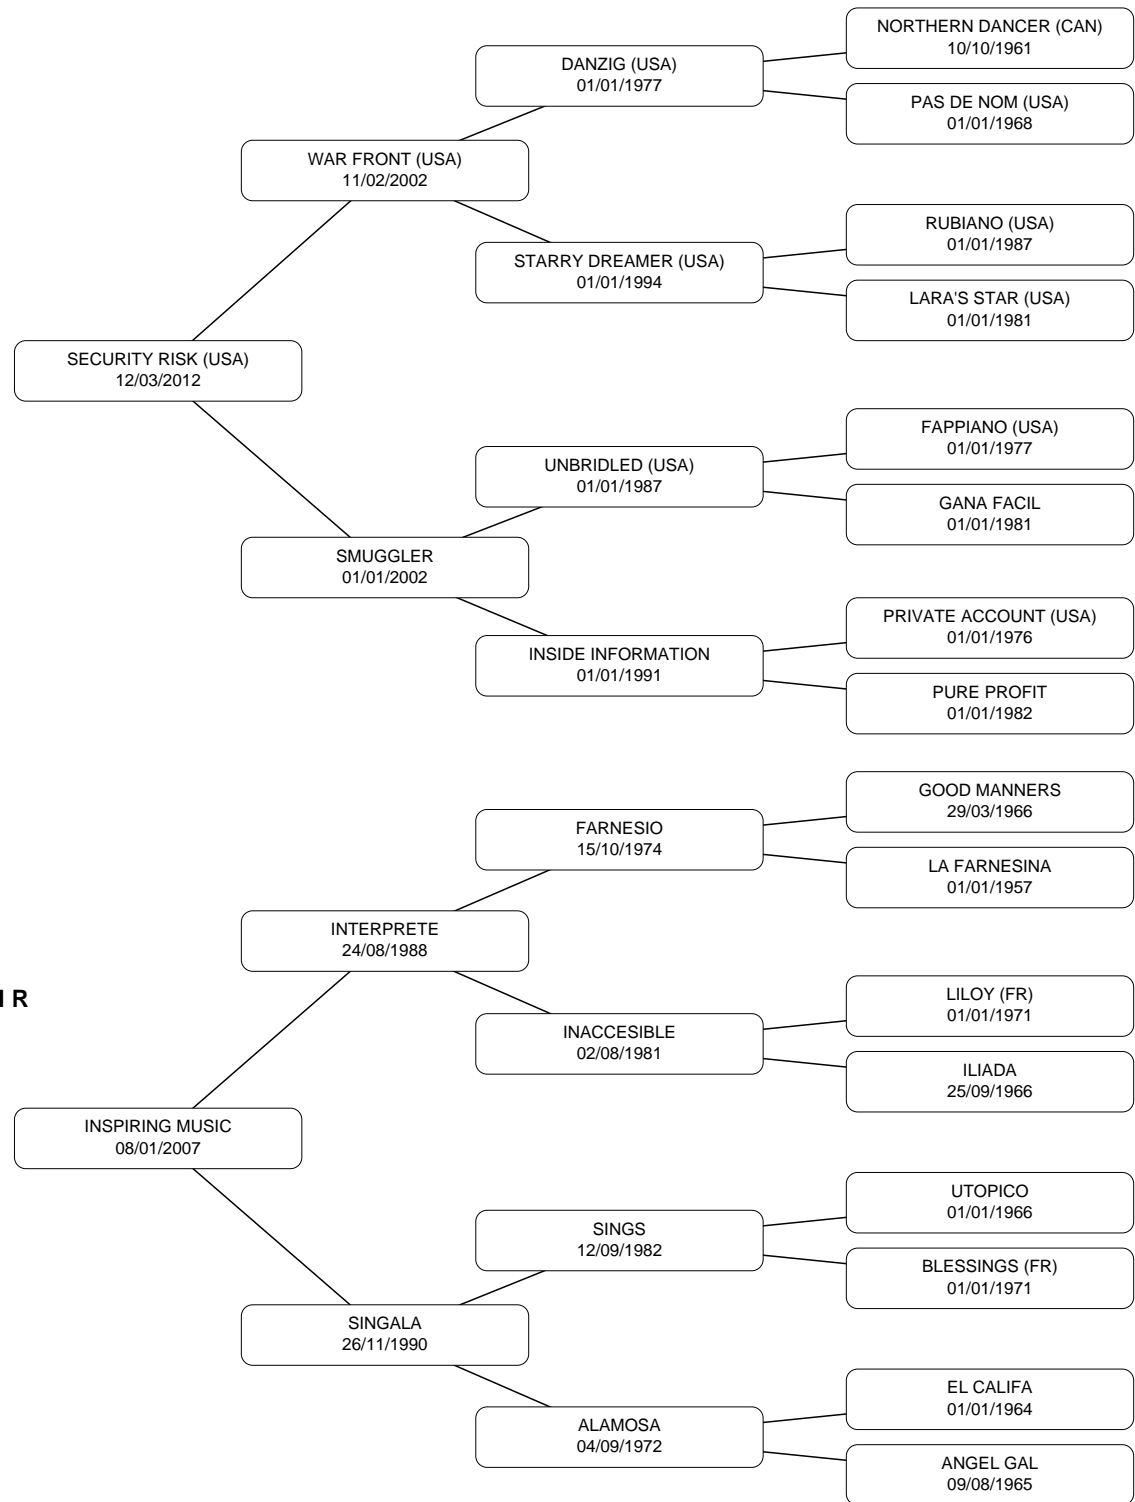 NORTHERN DANCER (CAN)
10/10/1961
DANZIG (USA)
01/01/1977
PAS DE NOM (USA)
01/01/1968
WAR FRONT (USA)
11/02/2002
RUBIANO (USA)
01/01/1987
STARRY DREAMER (USA)
01/01/1994
LARA'S STAR (USA)
01/01/1981
SECURITY RISK (USA)
12/03/2012
FAPPIANO (USA)
01/01/1977
UNBRIDLED (USA)
01/01/1987
GANA FACIL
01/01/1981
SMUGGLER
01/01/2002
PRIVATE ACCOUNT (USA)
01/01/1976
INSIDE INFORMATION
01/01/1991
PURE PROFIT
01/01/1982
GOOD MANNERS
29/03/1966
FARNESIO
15/10/1974
LA FARNESINA
01/01/1957
INTERPRETE
24/08/1988
R
LILOY (FR)
01/01/1971
INACCESIBLE
02/08/1981
ILIADA
25/09/1966
INSPIRING MUSIC
08/01/2007
UTOPICO
01/01/1966
SINGS
12/09/1982
BLESSINGS (FR)
01/01/1971
SINGALA
26/11/1990
EL CALIFA
01/01/1964
ALAMOSA
04/09/1972
ANGEL GAL
09/08/1965